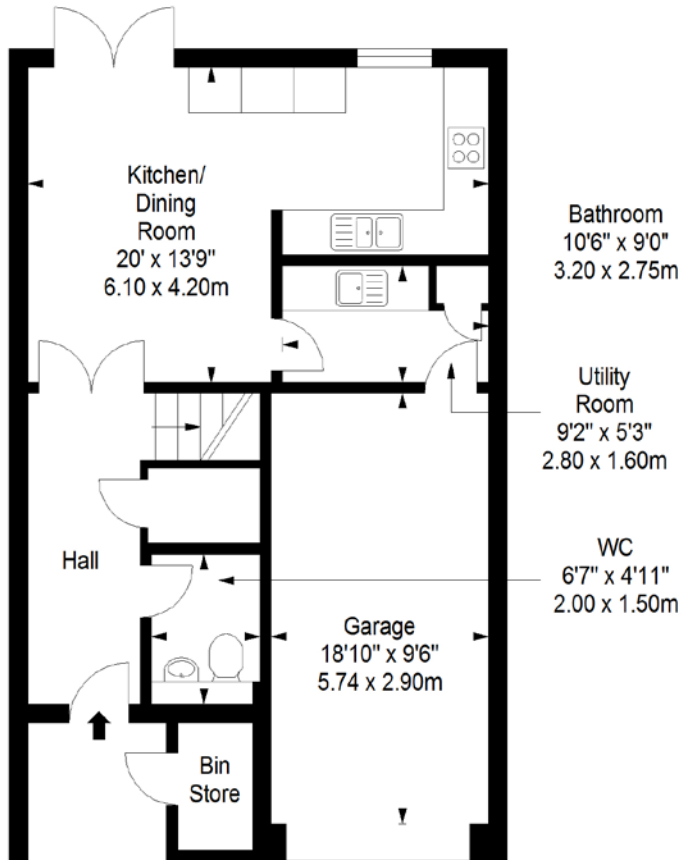 Kitchen/
Dining
Room
20' x 13'9"
6.10 x 4.20m
Bathroom
10'6" x 9'0"
3.20 x 2.75m
Utility
Room
9'2" x 5'3"
2.80 x 1.60m
Hall
WC
6'7" x 4'11"
2.00 x 1.50m
Garage
18'10" x 9'6"
5.74 x 2.90m
Bin
Store